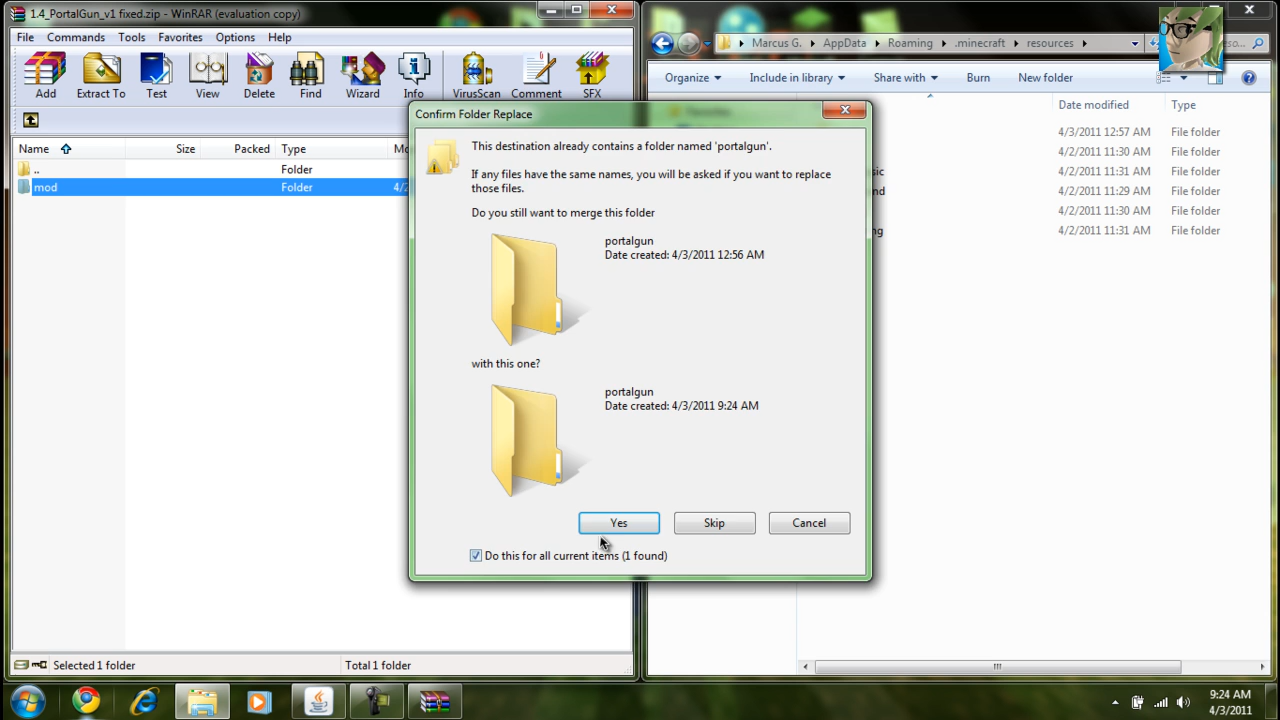 1.4_PortalGun_v1 fixed.zip - WinRAR (evaluation copy)
File Commands Tools Favorites Options Help
Add Extract To Test View Delete Find Wizard Info VirusScan Comment SFX
Name Size Packed Type
.. Folder
mod Folder 4/2
Selected 1 folder Total 1 folder
Marcus G. AppData Roaming .minecraft resources
Organize Include in library Share with Burn New folder
Date modified Type
4/3/2011 12:57 AM File folder
4/2/2011 11:30 AM File folder
4/2/2011 11:31 AM File folder
4/2/2011 11:29 AM File folder
4/2/2011 11:30 AM File folder
4/2/2011 11:31 AM File folder
Confirm Folder Replace
This destination already contains a folder named 'portalgun'.
If any files have the same names, you will be asked if you want to replace
those files.
Do you still want to merge this folder
portalgun
Date created: 4/3/2011 12:56 AM
with this one?
portalgun
Date created: 4/3/2011 9:24 AM
Yes Skip Cancel
Do this for all current items (1 found)
9:24 AM
4/3/2011